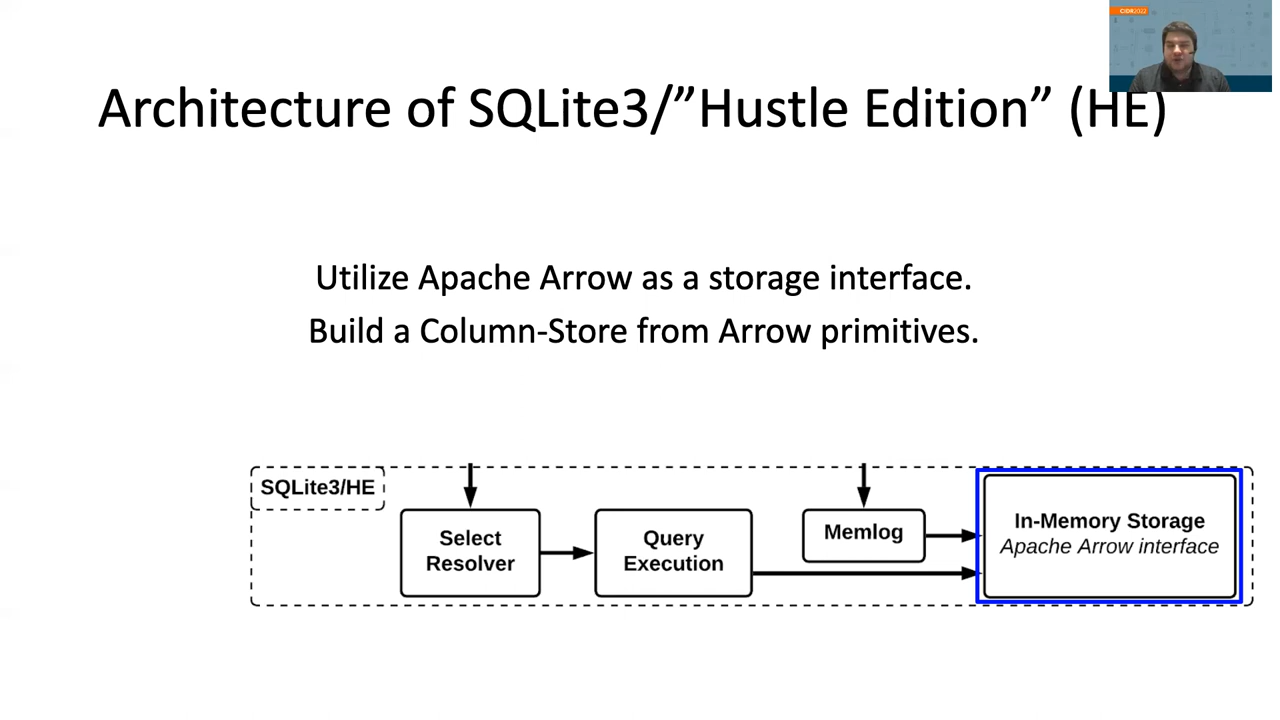 CIDR2022
Architecture of SQLite3/”Hustle Edition” (HE)
Utilize Apache Arrow as a storage interface.
Build a Column-Store from Arrow primitives.
SQLite3/HE
Select
Resolver
Query
Execution
Memlog
In-Memory Storage
Apache Arrow interface